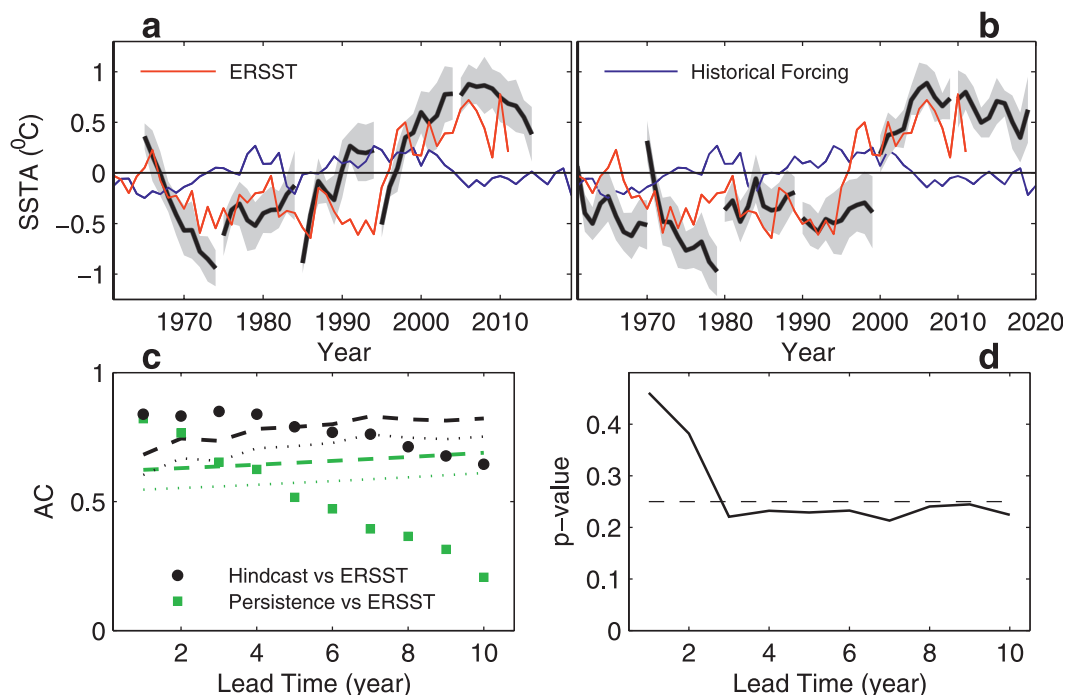 a
b
SSTA (⁰C)
1
0.5
0
−0.5
−1
ERSST
Historical Forcing
1970 1980 1990 2000 2010
1970 1980 1990 2000 2010 2020
Year
Year
c
d
AC
1
0.5
0
Hindcast vs ERSST
Persistence vs ERSST
2 4 6 8 10
Lead Time (year)
p−value
0.4
0.3
0.2
0.1
0
2 4 6 8 10
Lead Time (year)